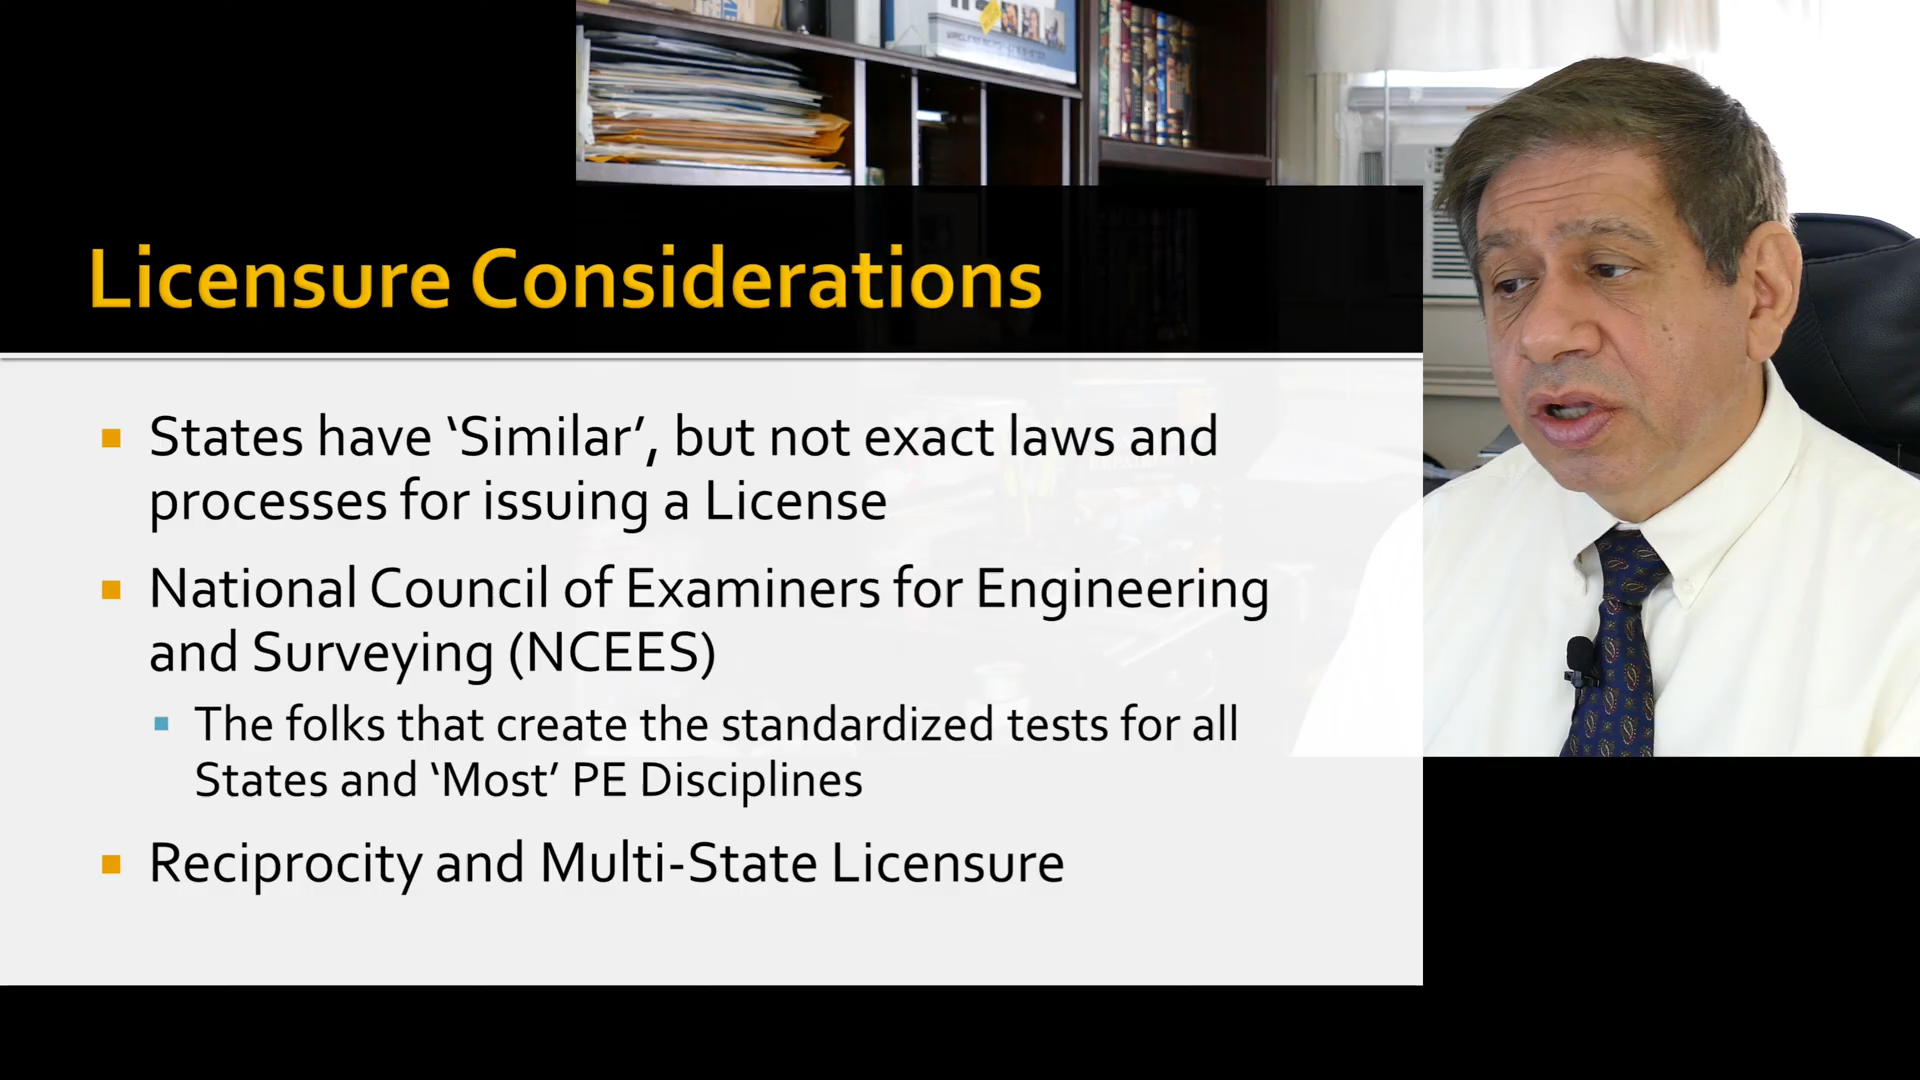 Licensure Considerations
States have ‘Similar’, but not exact laws and
processes for issuing a License
National Council of Examiners for Engineering
and Surveying (NCEES)
The folks that create the standardized tests for all
States and ‘Most’ PE Disciplines
Reciprocity and Multi-State Licensure